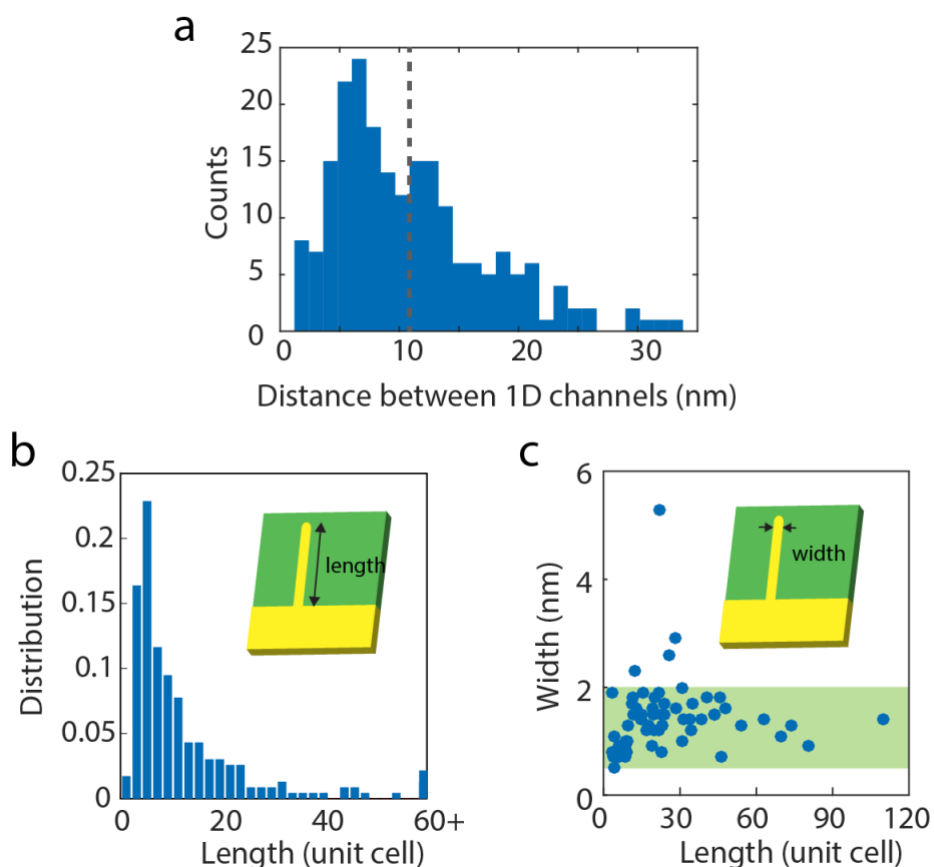 a
25
20
15
10
5
0
Counts
0 10 20 30
Distance between 1D channels (nm)
b
0.25
0.2
0.15
0.1
0.05
0
Distribution
length
0 20 40 60+
Length (unit cell)
c
6
4
2
0
Width (nm)
width
0 30 60 90 120
Length (unit cell)